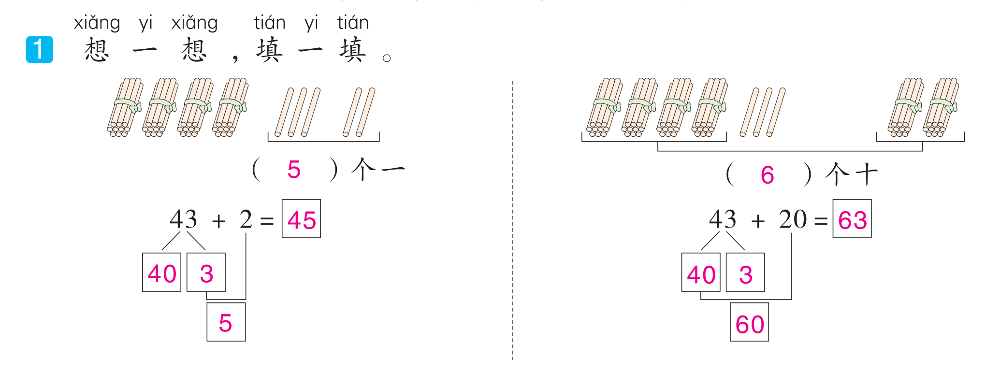 xiǎng yi xiǎng tián yi tián
1 想一想,填一填。
( 5 )个一
43 + 2 = 45
40 3
5
( 6 )个十
43 + 20 = 63
40 3
60